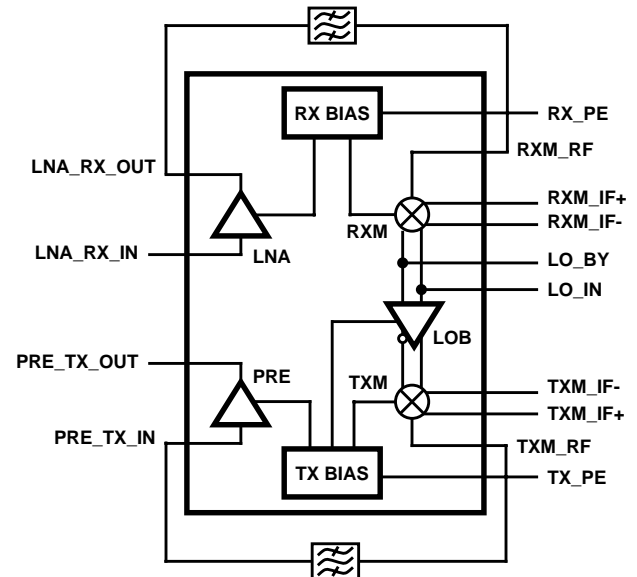 RX BIAS
RX_PE
RXM_RF
LNA_RX_OUT
RXM_IF+
RXM
RXM_IF-
LNA_RX_IN
LNA
LO_BY
LO_IN
LOB
PRE_TX_OUT
PRE
TXM
TXM_IF-
TXM_IF+
PRE_TX_IN
TXM_RF
TX BIAS
TX_PE